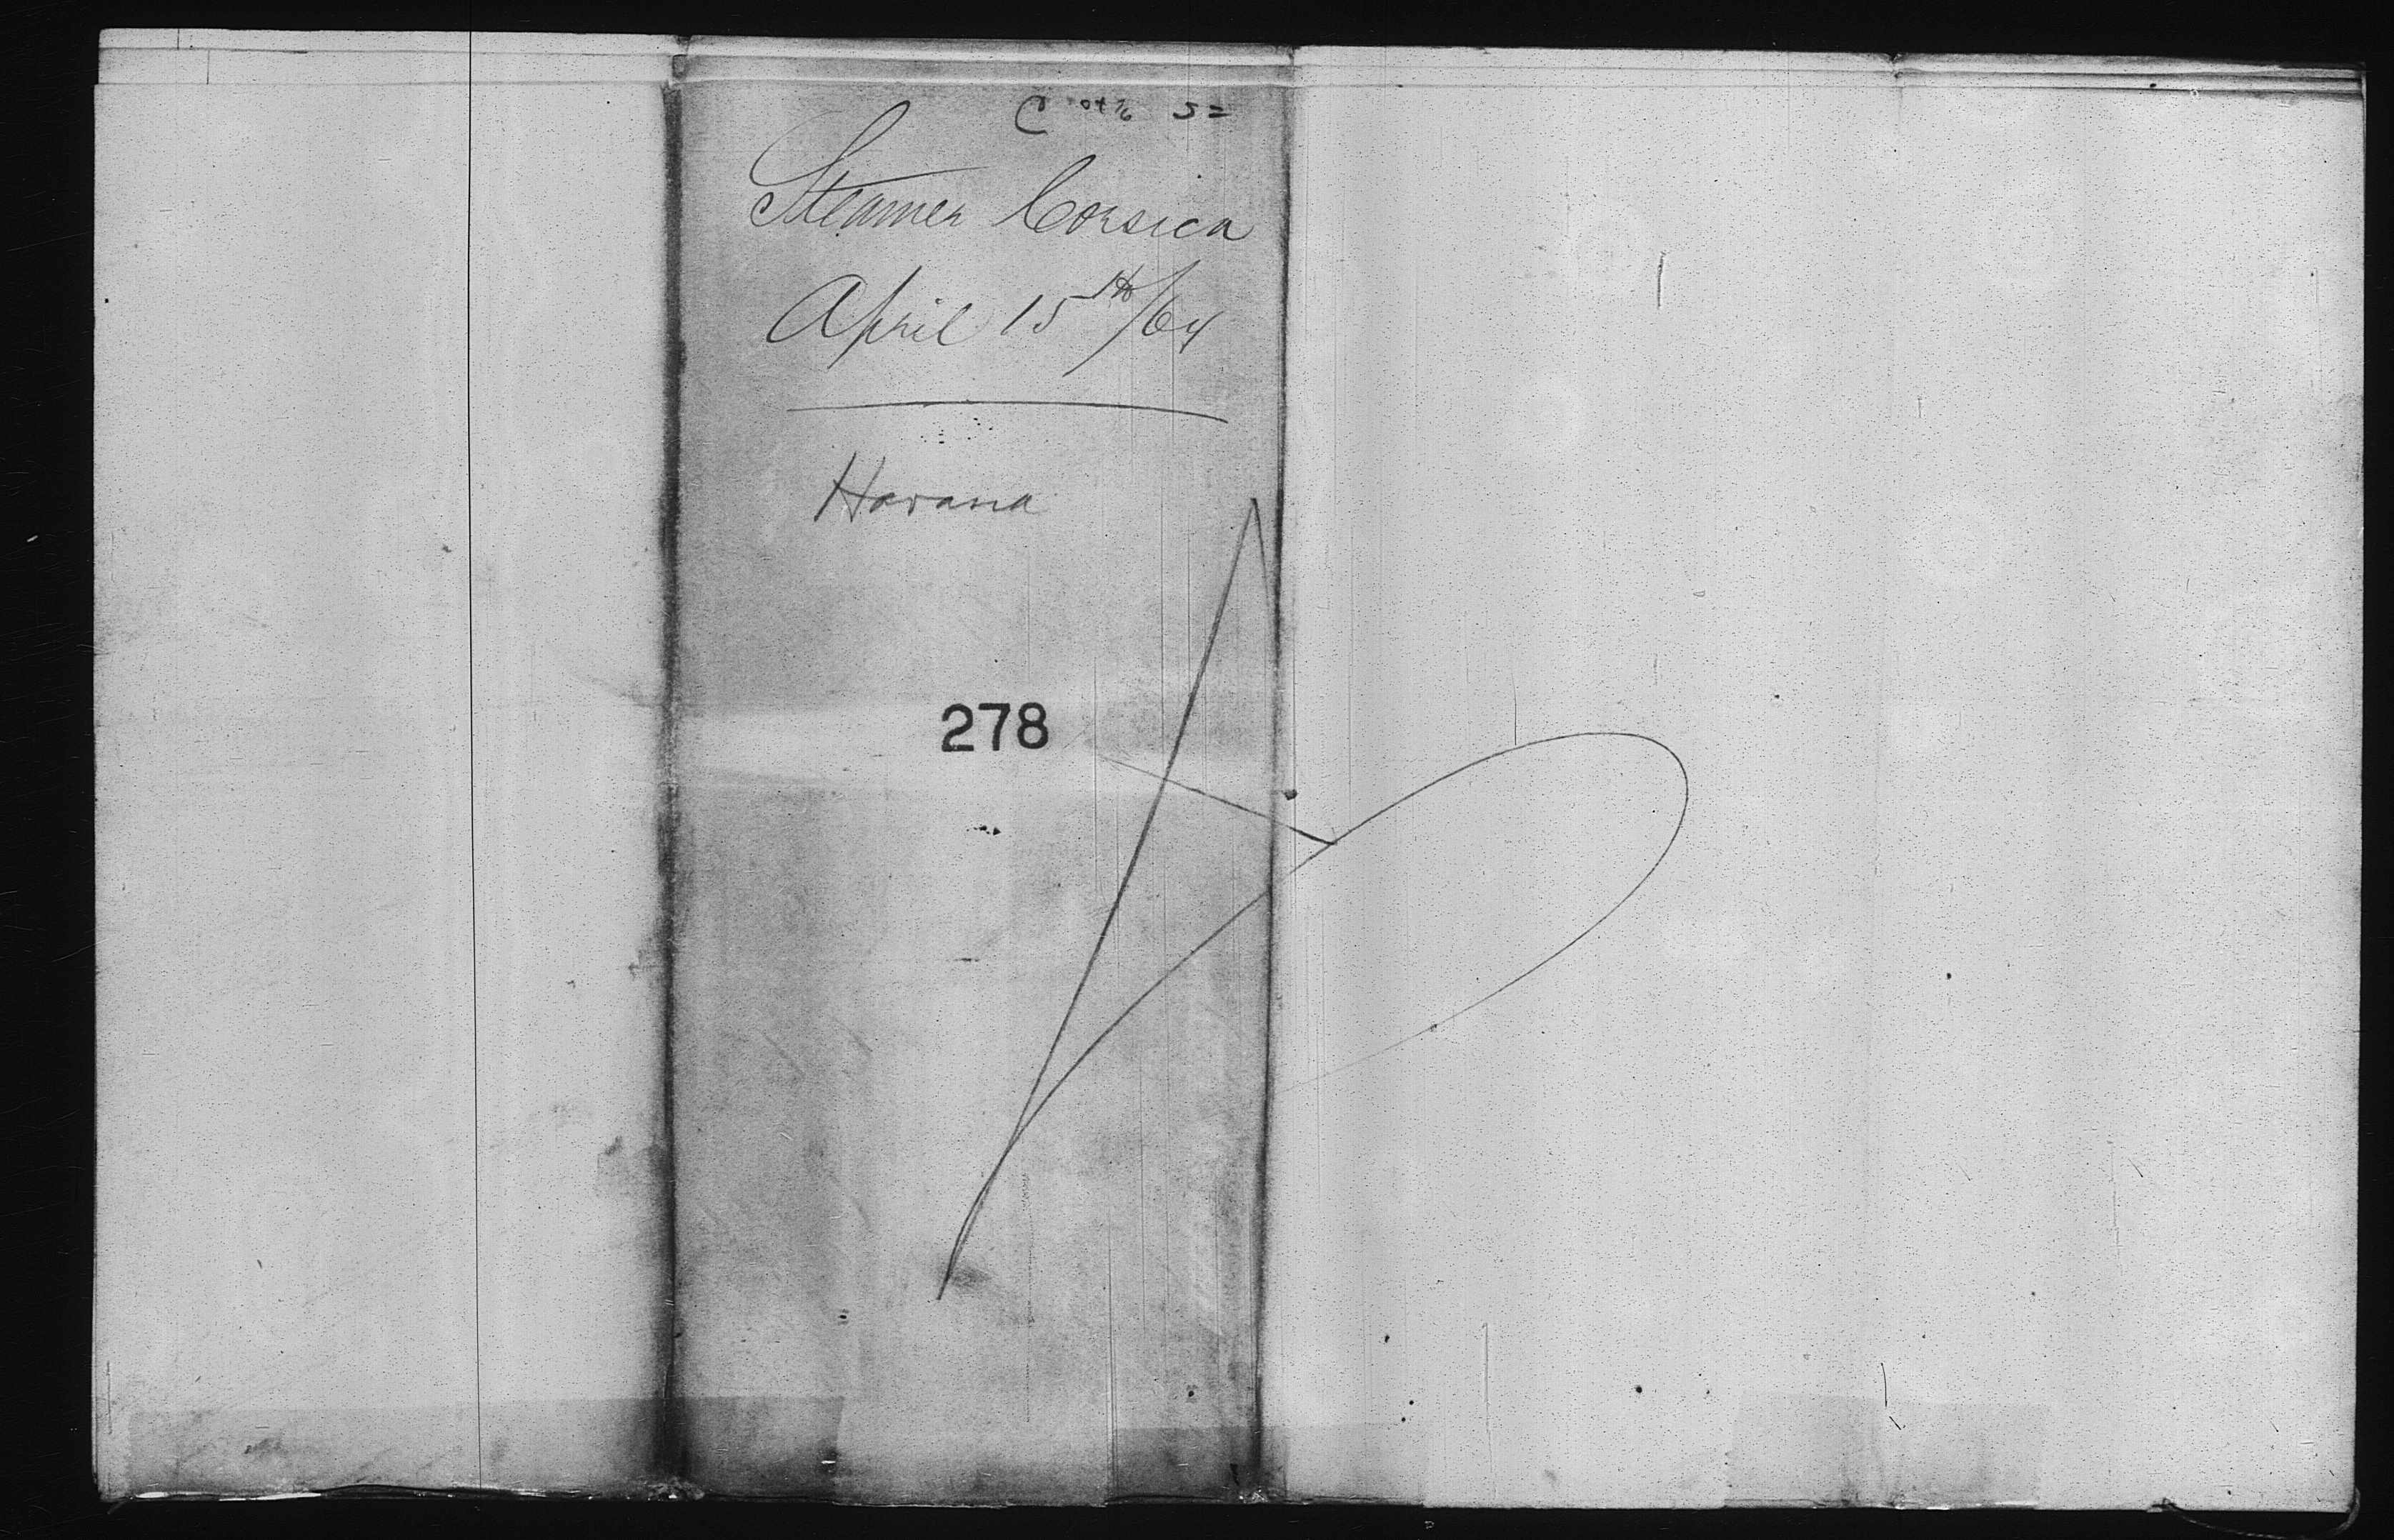 Steamer Corsica
April 15th/64
Havana
278